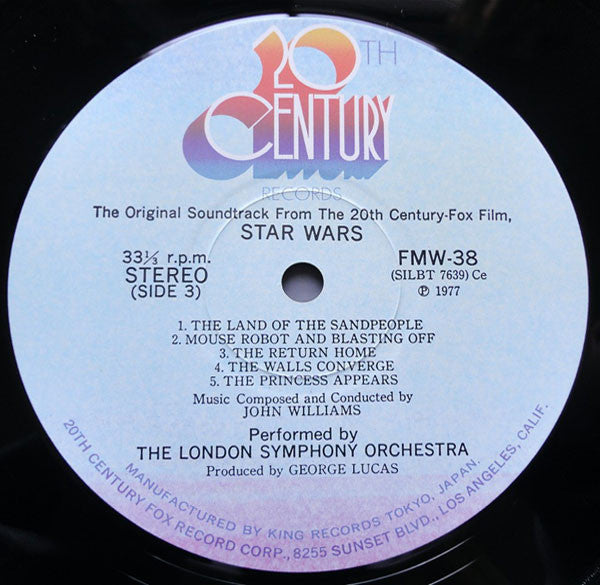 20TH
CENTURY
RECORDS
The Original Soundtrack From The 20th Century-Fox Film,
STAR WARS
33⅓ r.p.m.
STEREO
(SIDE 3)
FMW-38
(SILBT 7639) Ce
℗ 1977
1. THE LAND OF THE SANDPEOPLE
2. MOUSE ROBOT AND BLASTING OFF
3. THE RETURN HOME
4. THE WALLS CONVERGE
5. THE PRINCESS APPEARS
Music Composed and Conducted by
JOHN WILLIAMS
Performed by
THE LONDON SYMPHONY ORCHESTRA
Produced by GEORGE LUCAS
MANUFACTURED BY KING RECORDS TOKYO, JAPAN.
20TH CENTURY FOX RECORD CORP., 8255 SUNSET BLVD., LOS ANGELES, CALIF.